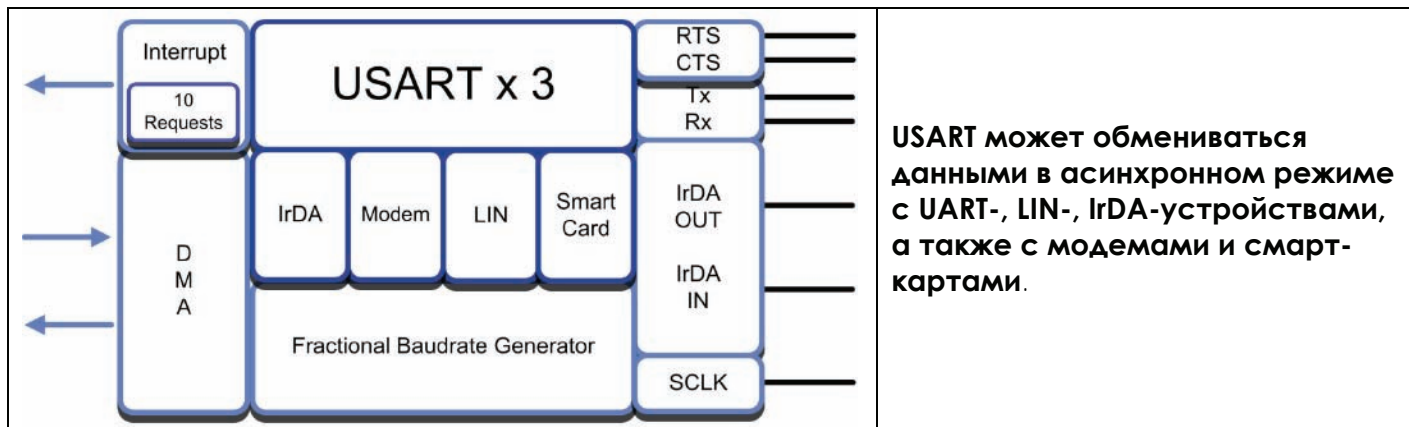 Interrupt
10
Requests
D
M
A
USART x 3
IrDA
Modem
LIN
Smart
Card
Fractional Baudrate Generator
RTS
CTS
Tx
Rx
IrDA
OUT
IrDA
IN
SCLK
USART может обмениваться
данными в асинхронном режиме
с UART-, LIN-, IrDA-устройствами,
а также с модемами и смарт-
картами.